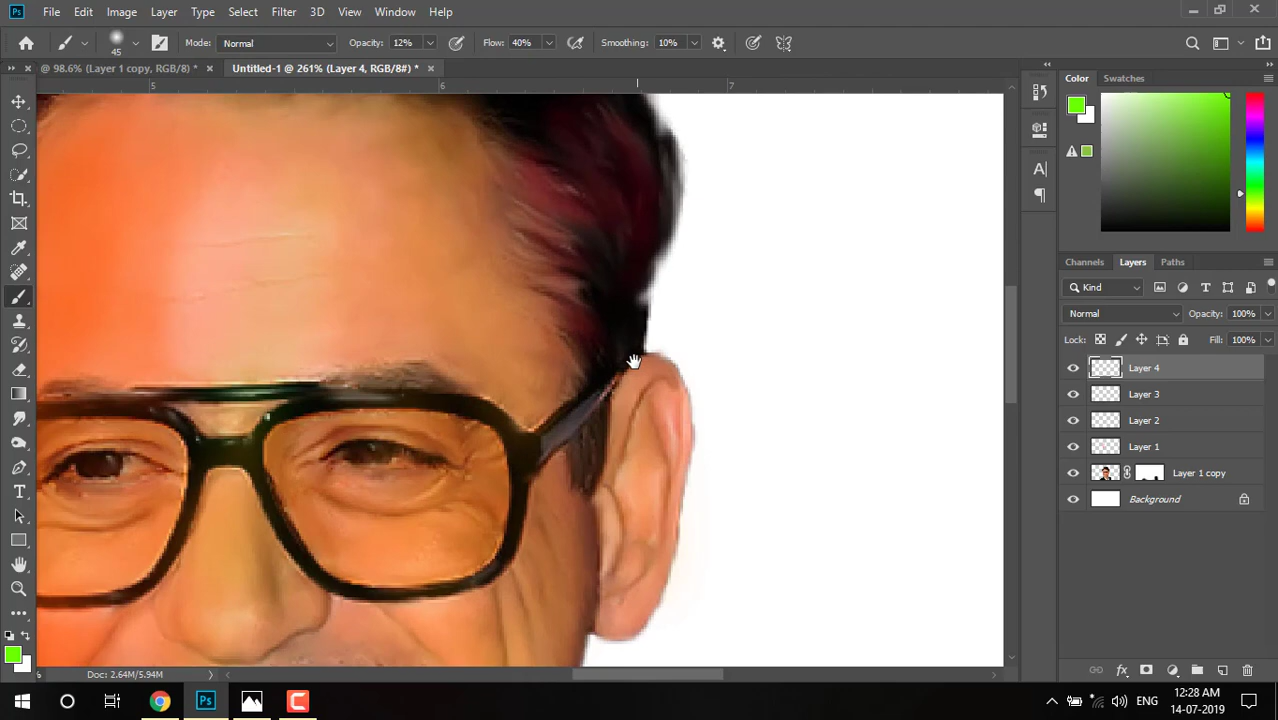 Ps File Edit Image Layer Type Select Filter 3D View Window Help
45 Mode: Normal Opacity: 12% Flow: 40% Smoothing: 10%
@ 98.6% (Layer 1 copy, RGB/8) * Untitled-1 @ 261% (Layer 4, RGB/8#) *
5 6 7
Color Swatches
Channels Layers Paths
Kind
Normal Opacity: 100%
Lock: Fill: 100%
Layer 4
Layer 3
Layer 2
Layer 1
Layer 1 copy
Background
% Doc: 2.64M/5.94M
Ps ENG 12:28 AM
14-07-2019